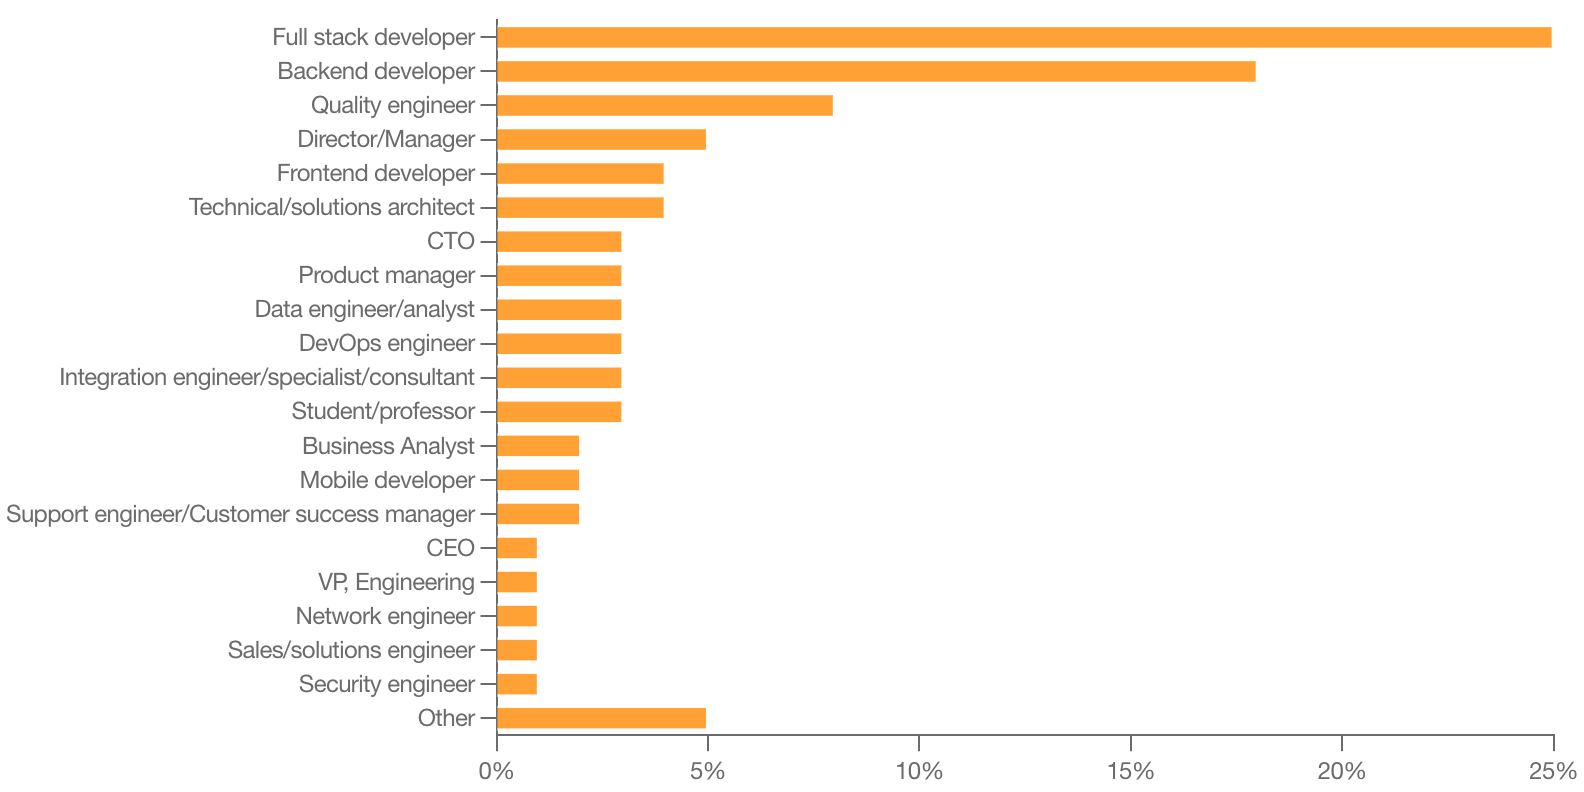 Full stack developer
Backend developer
Quality engineer
Director/Manager
Frontend developer
Technical/solutions architect
CTO
Product manager
Data engineer/analyst
DevOps engineer
Integration engineer/specialist/consultant
Student/professor
Business Analyst
Mobile developer
Support engineer/Customer success manager
CEO
VP, Engineering
Network engineer
Sales/solutions engineer
Security engineer
Other
0% 5% 10% 15% 20% 25%